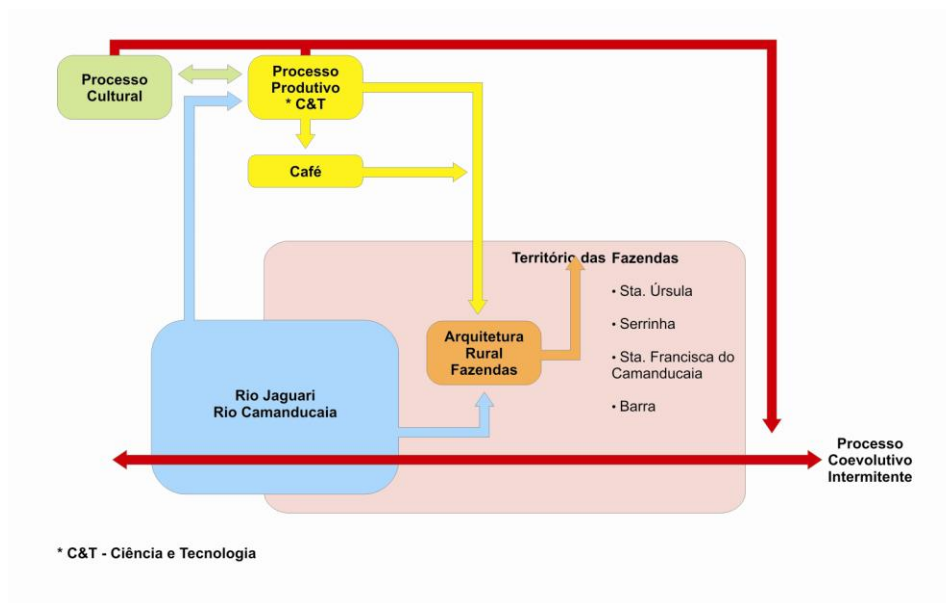 Processo
Cultural
Processo
Produtivo
* C&T
Café
Território das Fazendas
• Sta. Úrsula
• Serrinha
• Sta. Francisca do
Camanducaia
• Barra
Arquitetura
Rural
Fazendas
Rio Jaguari
Rio Camanducaia
Processo
Coevolutivo
Intermitente
* C&T - Ciência e Tecnologia